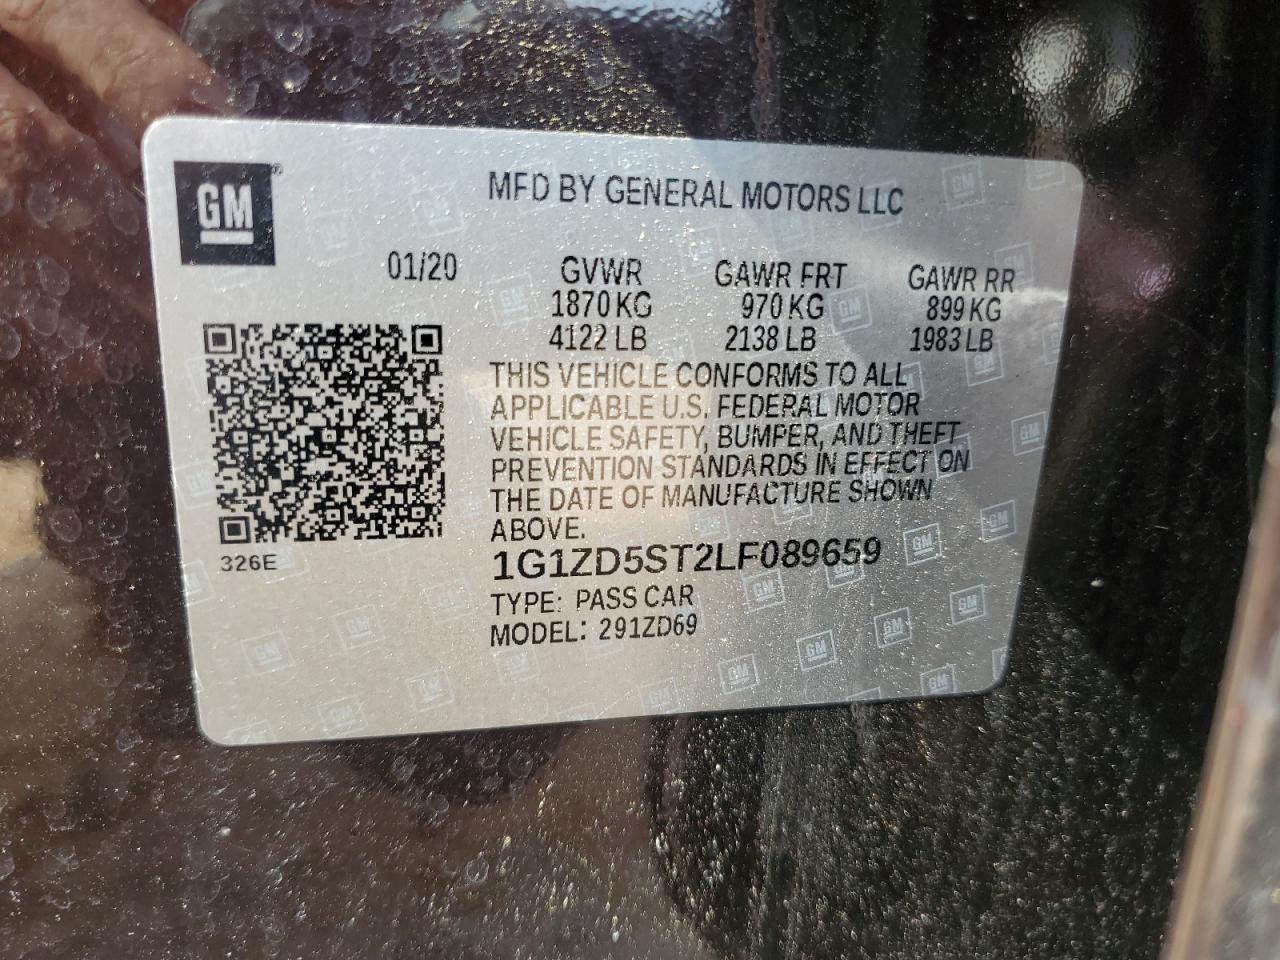 GM
MFD BY GENERAL MOTORS LLC
01/20 GVWR GAWR FRT GAWR RR
1870 KG 970 KG 899 KG
4122 LB 2138 LB 1983 LB
THIS VEHICLE CONFORMS TO ALL
APPLICABLE U.S. FEDERAL MOTOR
VEHICLE SAFETY, BUMPER, AND THEFT
PREVENTION STANDARDS IN EFFECT ON
THE DATE OF MANUFACTURE SHOWN
ABOVE.
326E
1G1ZD5ST2LF089659
TYPE: PASS CAR
MODEL: 291ZD69